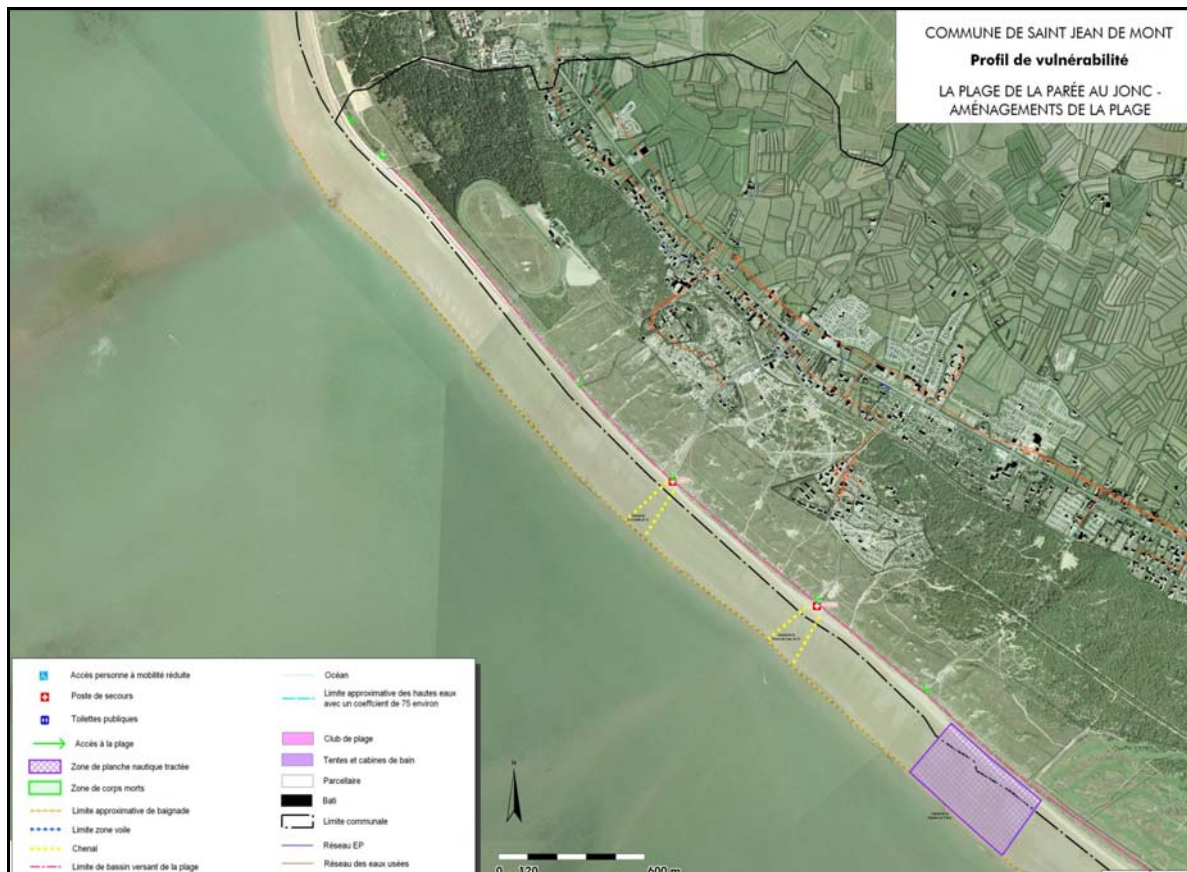 COMMUNE DE SAINT JEAN DE MONT
Profil de vulnérabilité
LA PLAGE DE LA PARÉE AU JONC -
AMÉNAGEMENTS DE LA PLAGE
Accès personne à mobilité réduite
Poste de secours
Toilettes publiques
Accès à la plage
Zone de planche nautique tractée
Zone de corps morts
Limite approximative de baignade
Limite zone voile
Chenal
Limite de bassin versant de la plage
Océan
Limite approximative des hautes eaux
avec un coeffcient de 75 environ
Club de plage
Tentes et cabines de bain
Parcellaire
Bati
Limite communale
Réseau EP
Réseau des eaux usées
N
0 120 600 m